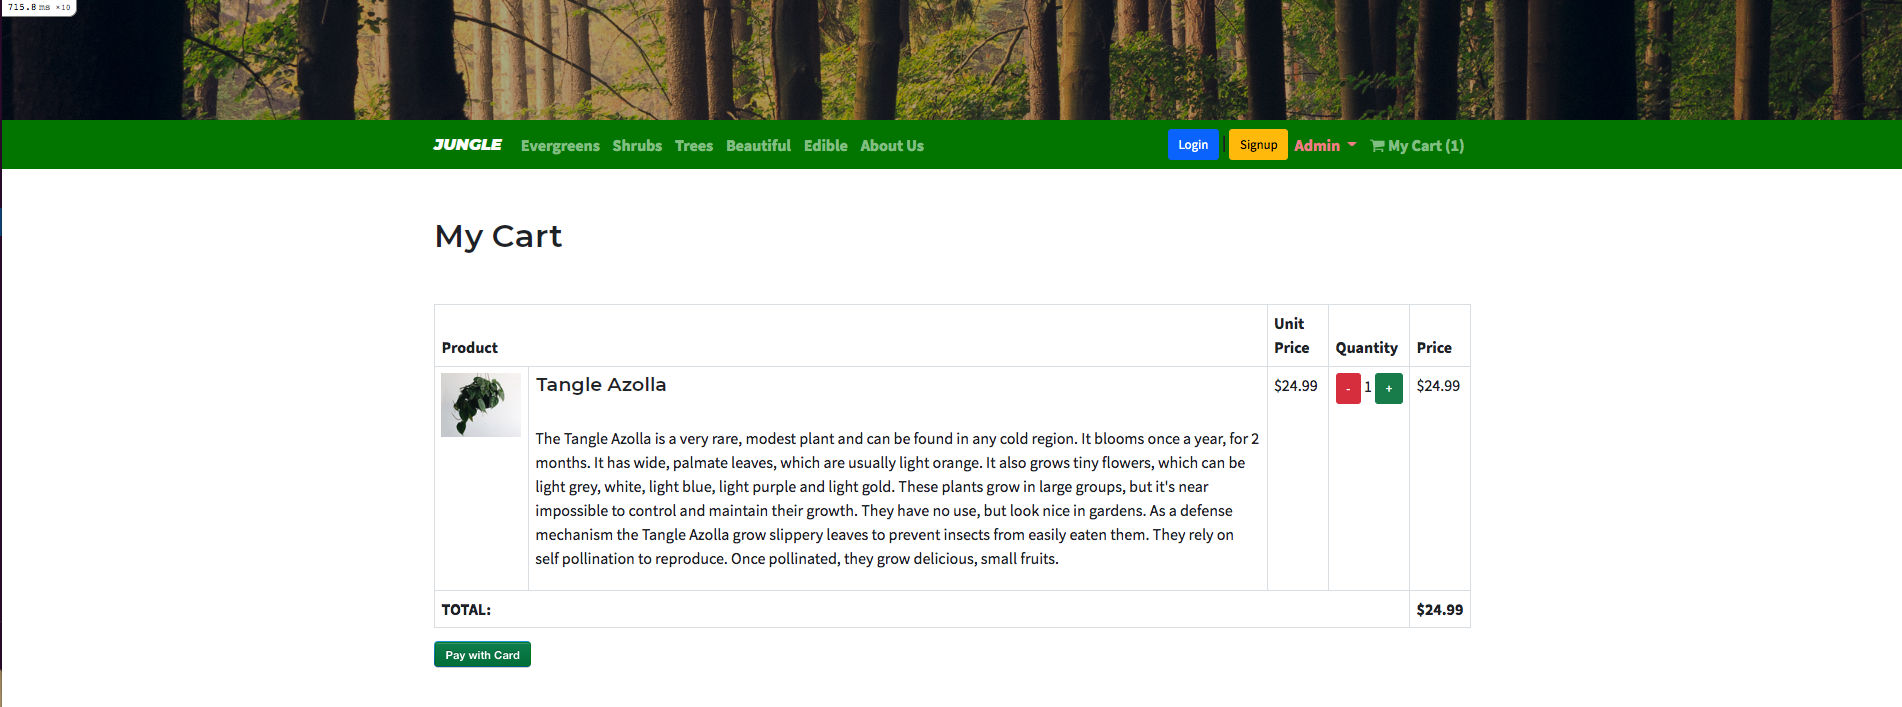 715.8 ms ×10
JUNGLE Evergreens Shrubs Trees Beautiful Edible About Us Login | Signup Admin My Cart (1)
My Cart
Product Unit Price Quantity Price
Tangle Azolla $24.99 - 1 + $24.99
The Tangle Azolla is a very rare, modest plant and can be found in any cold region. It blooms once a year, for 2
months. It has wide, palmate leaves, which are usually light orange. It also grows tiny flowers, which can be
light grey, white, light blue, light purple and light gold. These plants grow in large groups, but it's near
impossible to control and maintain their growth. They have no use, but look nice in gardens. As a defense
mechanism the Tangle Azolla grow slippery leaves to prevent insects from easily eaten them. They rely on
self pollination to reproduce. Once pollinated, they grow delicious, small fruits.
TOTAL: $24.99
Pay with Card